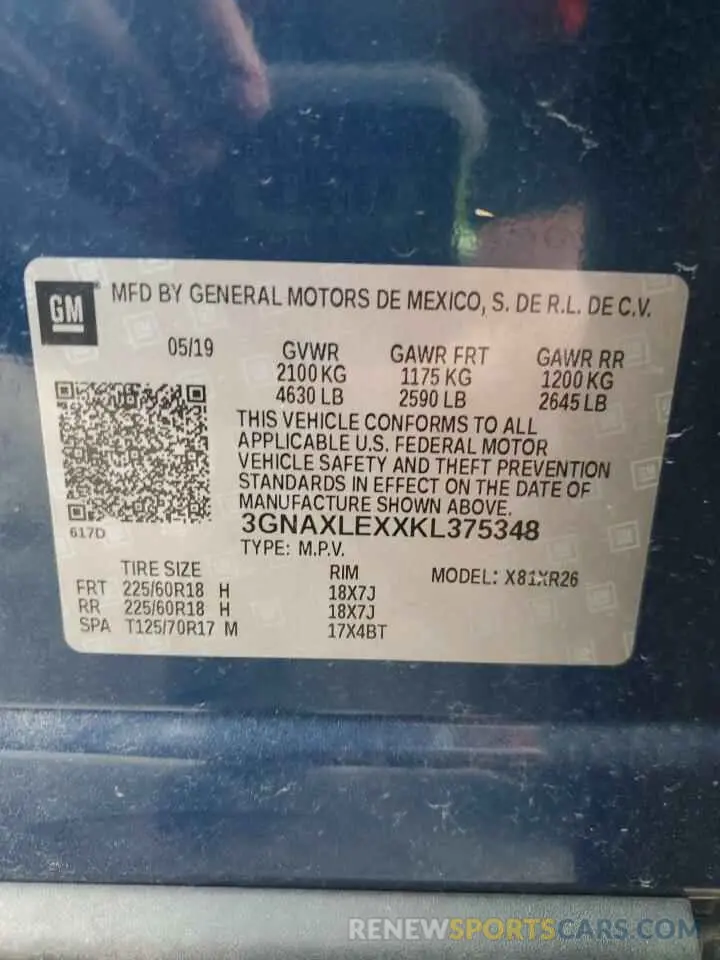 GM
MFD BY GENERAL MOTORS DE MEXICO, S. DE R.L. DE C.V.
05/19 GVWR GAWR FRT GAWR RR
2100 KG 1175 KG 1200 KG
4630 LB 2590 LB 2645 LB
THIS VEHICLE CONFORMS TO ALL
APPLICABLE U.S. FEDERAL MOTOR
VEHICLE SAFETY AND THEFT PREVENTION
STANDARDS IN EFFECT ON THE DATE OF
MANUFACTURE SHOWN ABOVE.
617D
3GNAXLEXXKL375348
TYPE: M.P.V.
TIRE SIZE RIM MODEL: X81XR26
FRT 225/60R18 H 18X7J
RR 225/60R18 H 18X7J
SPA T125/70R17 M 17X4BT
RENEWSPORTSCARS.COM